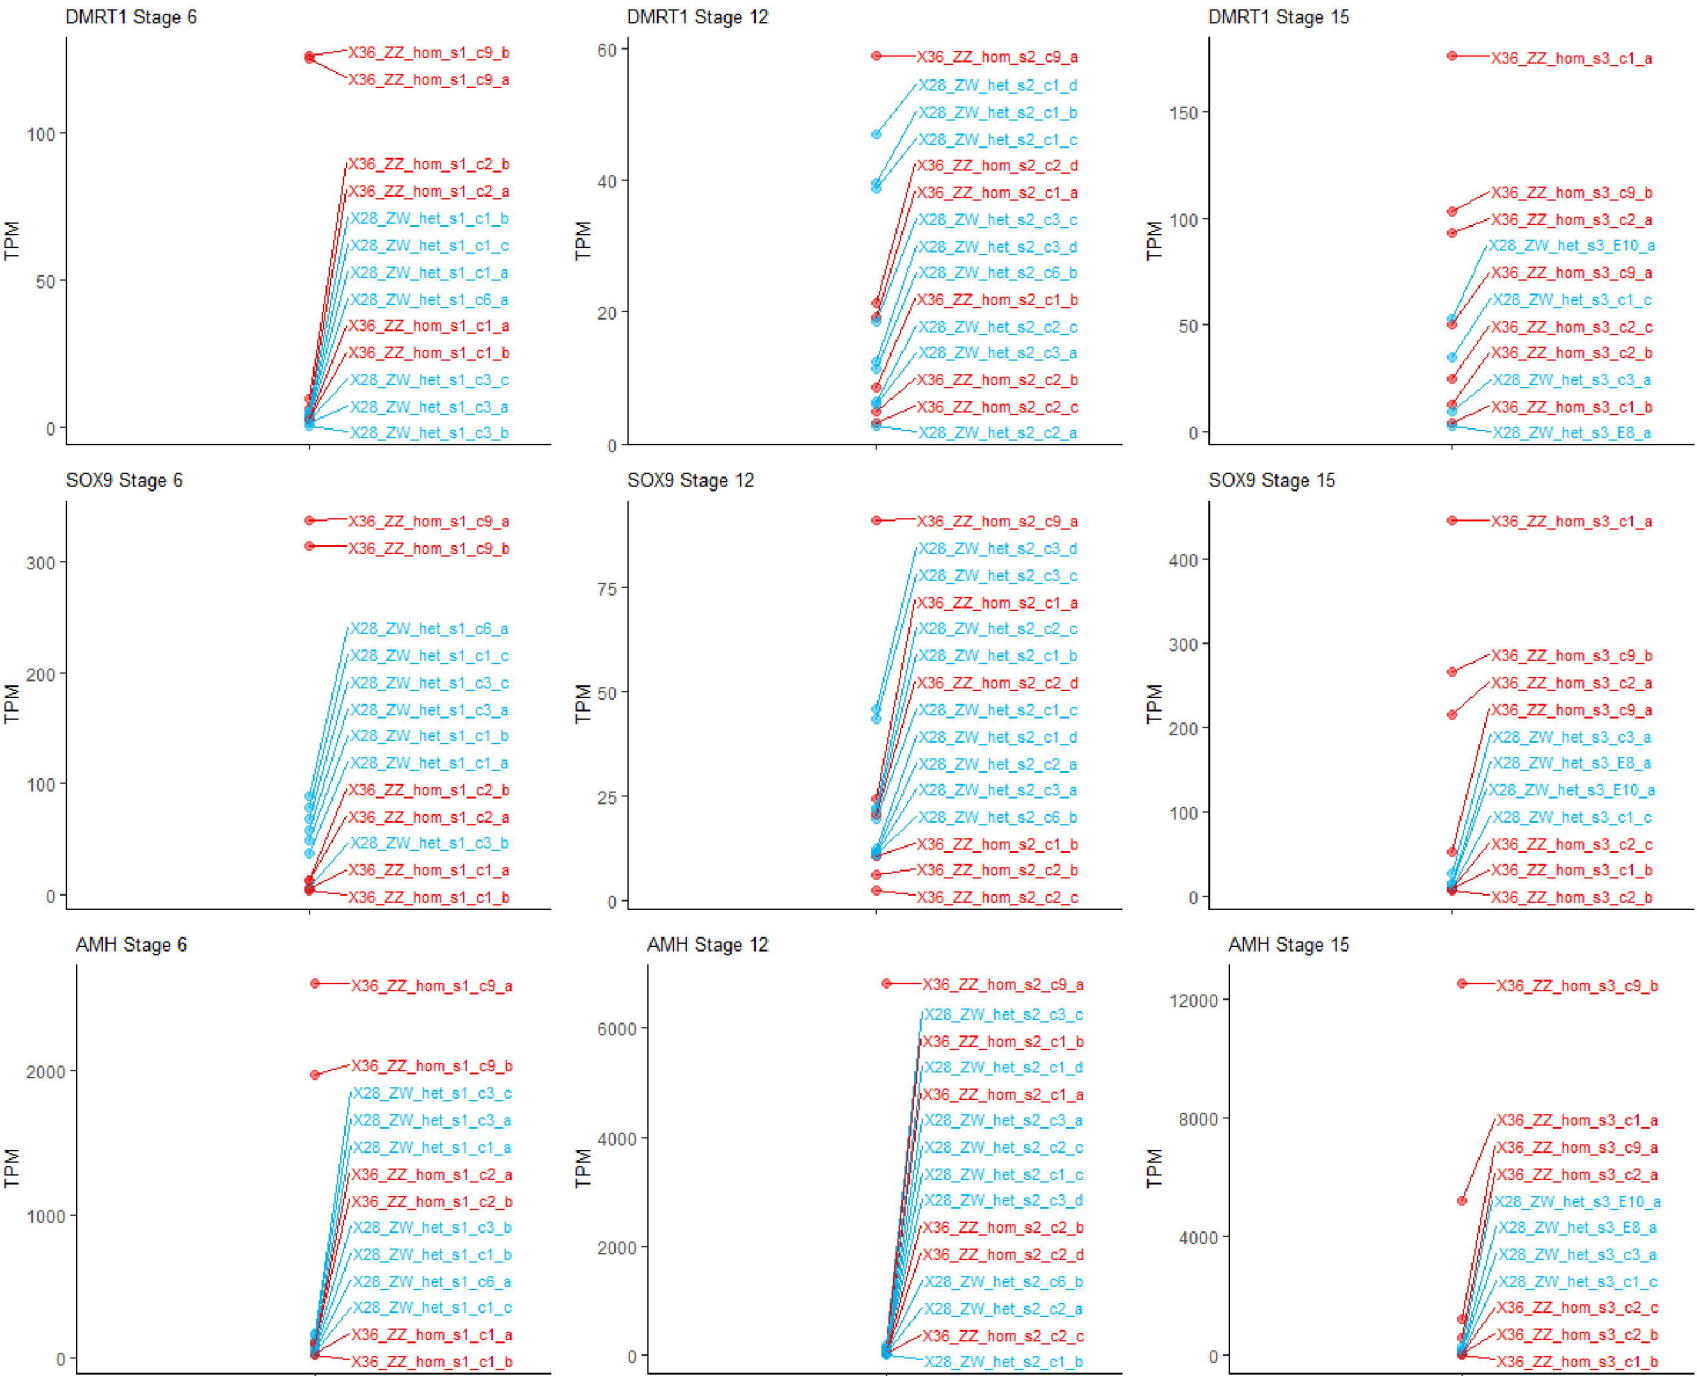 DMRT1 Stage 6
TPM
100
50
0
X36_ZZ_hom_s1_c9_b
X36_ZZ_hom_s1_c9_a
X36_ZZ_hom_s1_c2_b
X36_ZZ_hom_s1_c2_a
X28_ZW_het_s1_c1_b
X28_ZW_het_s1_c1_c
X28_ZW_het_s1_c1_a
X28_ZW_het_s1_c6_a
X36_ZZ_hom_s1_c1_a
X36_ZZ_hom_s1_c1_b
X28_ZW_het_s1_c3_c
X28_ZW_het_s1_c3_a
X28_ZW_het_s1_c3_b
DMRT1 Stage 12
TPM
60
40
20
0
X36_ZZ_hom_s2_c9_a
X28_ZW_het_s2_c1_d
X28_ZW_het_s2_c1_b
X28_ZW_het_s2_c1_c
X36_ZZ_hom_s2_c2_d
X36_ZZ_hom_s2_c1_a
X28_ZW_het_s2_c3_c
X28_ZW_het_s2_c3_d
X28_ZW_het_s2_c6_b
X36_ZZ_hom_s2_c1_b
X28_ZW_het_s2_c2_c
X28_ZW_het_s2_c3_a
X36_ZZ_hom_s2_c2_b
X36_ZZ_hom_s2_c2_c
X28_ZW_het_s2_c2_a
DMRT1 Stage 15
TPM
150
100
50
0
X36_ZZ_hom_s3_c1_a
X36_ZZ_hom_s3_c9_b
X36_ZZ_hom_s3_c2_a
X28_ZW_het_s3_E10_a
X36_ZZ_hom_s3_c9_a
X28_ZW_het_s3_c1_c
X36_ZZ_hom_s3_c2_c
X36_ZZ_hom_s3_c2_b
X28_ZW_het_s3_c3_a
X36_ZZ_hom_s3_c1_b
X28_ZW_het_s3_E8_a
SOX9 Stage 6
TPM
300
200
100
0
X36_ZZ_hom_s1_c9_a
X36_ZZ_hom_s1_c9_b
X28_ZW_het_s1_c6_a
X28_ZW_het_s1_c1_c
X28_ZW_het_s1_c3_c
X28_ZW_het_s1_c3_a
X28_ZW_het_s1_c1_b
X28_ZW_het_s1_c1_a
X36_ZZ_hom_s1_c2_b
X36_ZZ_hom_s1_c2_a
X28_ZW_het_s1_c3_b
X36_ZZ_hom_s1_c1_a
X36_ZZ_hom_s1_c1_b
SOX9 Stage 12
TPM
75
50
25
0
X36_ZZ_hom_s2_c9_a
X28_ZW_het_s2_c3_d
X28_ZW_het_s2_c3_c
X36_ZZ_hom_s2_c1_a
X28_ZW_het_s2_c2_c
X28_ZW_het_s2_c1_b
X36_ZZ_hom_s2_c2_d
X28_ZW_het_s2_c1_c
X28_ZW_het_s2_c1_d
X28_ZW_het_s2_c2_a
X28_ZW_het_s2_c3_a
X28_ZW_het_s2_c6_b
X36_ZZ_hom_s2_c1_b
X36_ZZ_hom_s2_c2_b
X36_ZZ_hom_s2_c2_c
SOX9 Stage 15
TPM
400
300
200
100
0
X36_ZZ_hom_s3_c1_a
X36_ZZ_hom_s3_c9_b
X36_ZZ_hom_s3_c2_a
X36_ZZ_hom_s3_c9_a
X28_ZW_het_s3_c3_a
X28_ZW_het_s3_E8_a
X28_ZW_het_s3_E10_a
X28_ZW_het_s3_c1_c
X36_ZZ_hom_s3_c2_c
X36_ZZ_hom_s3_c1_b
X36_ZZ_hom_s3_c2_b
AMH Stage 6
TPM
2000
1000
0
X36_ZZ_hom_s1_c9_a
X36_ZZ_hom_s1_c9_b
X28_ZW_het_s1_c3_c
X28_ZW_het_s1_c3_a
X28_ZW_het_s1_c1_a
X36_ZZ_hom_s1_c2_a
X36_ZZ_hom_s1_c2_b
X28_ZW_het_s1_c3_b
X28_ZW_het_s1_c1_b
X28_ZW_het_s1_c6_a
X28_ZW_het_s1_c1_c
X36_ZZ_hom_s1_c1_a
X36_ZZ_hom_s1_c1_b
AMH Stage 12
TPM
6000
4000
2000
0
X36_ZZ_hom_s2_c9_a
X28_ZW_het_s2_c3_c
X36_ZZ_hom_s2_c1_b
X28_ZW_het_s2_c1_d
X36_ZZ_hom_s2_c1_a
X28_ZW_het_s2_c3_a
X28_ZW_het_s2_c2_c
X28_ZW_het_s2_c1_c
X28_ZW_het_s2_c3_d
X36_ZZ_hom_s2_c2_b
X36_ZZ_hom_s2_c2_d
X28_ZW_het_s2_c6_b
X28_ZW_het_s2_c2_a
X36_ZZ_hom_s2_c2_c
X28_ZW_het_s2_c1_b
AMH Stage 15
TPM
12000
8000
4000
0
X36_ZZ_hom_s3_c9_b
X36_ZZ_hom_s3_c1_a
X36_ZZ_hom_s3_c9_a
X36_ZZ_hom_s3_c2_a
X28_ZW_het_s3_E10_a
X28_ZW_het_s3_E8_a
X28_ZW_het_s3_c3_a
X28_ZW_het_s3_c1_c
X36_ZZ_hom_s3_c2_c
X36_ZZ_hom_s3_c2_b
X36_ZZ_hom_s3_c1_b